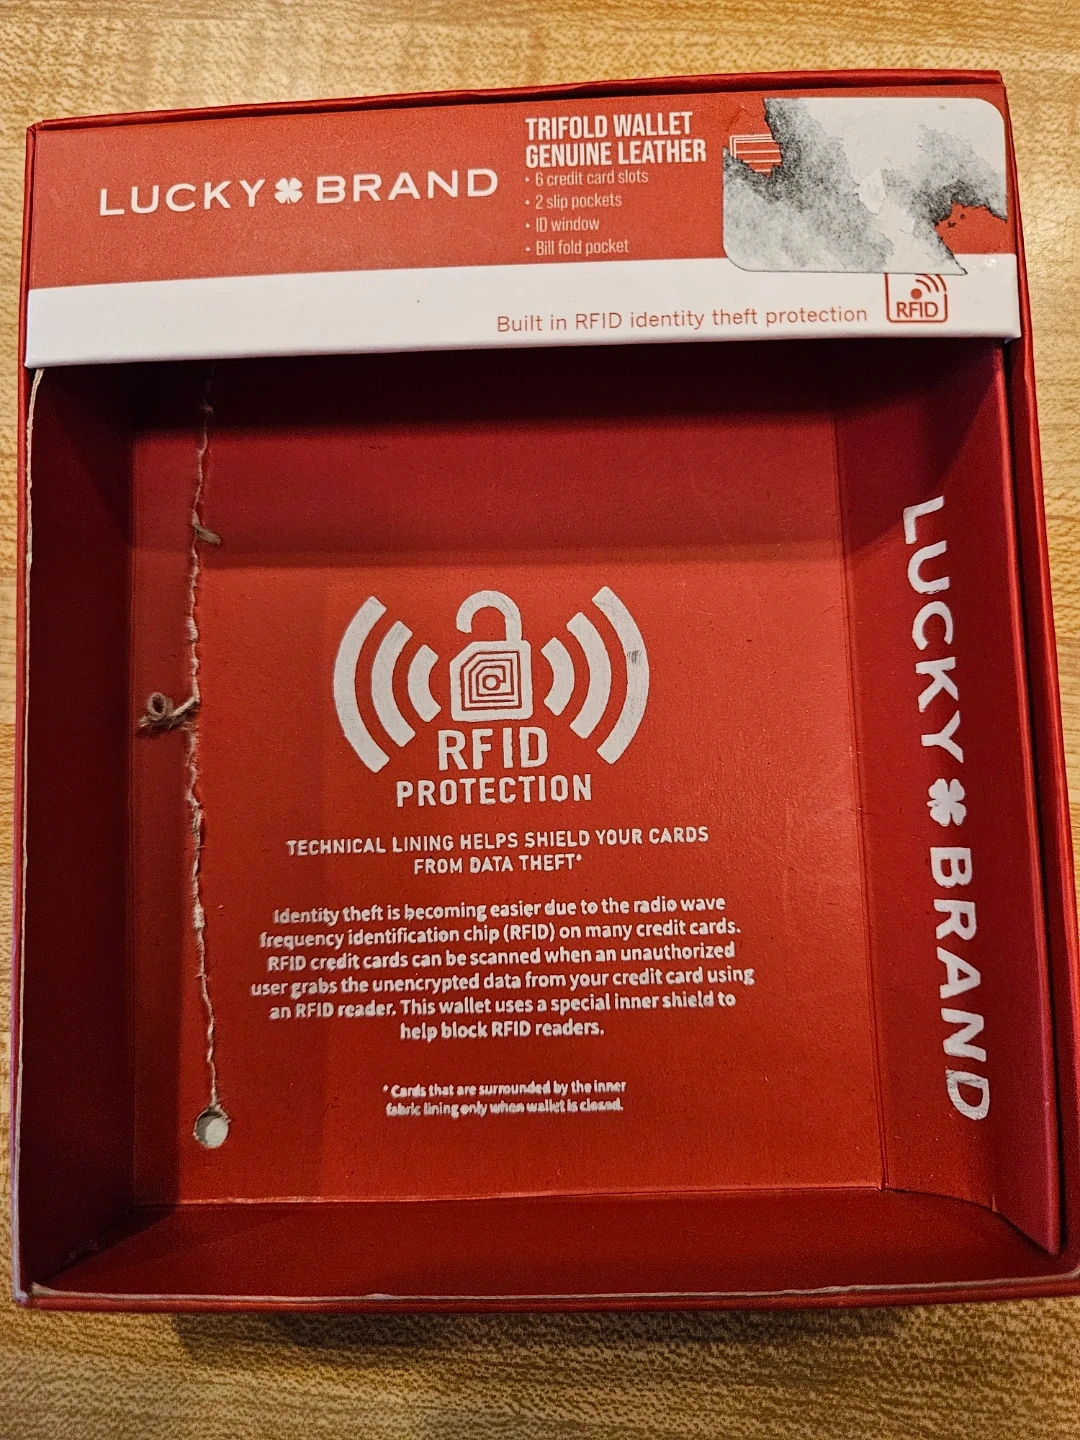 LUCKY BRAND
TRIFOLD WALLET
GENUINE LEATHER
• 6 credit card slots
• 2 slip pockets
• ID window
• Bill fold pocket
Built in RFID identity theft protection
RFID
RFID
PROTECTION
TECHNICAL LINING HELPS SHIELD YOUR CARDS
FROM DATA THEFT*
Identity theft is becoming easier due to the radio wave
frequency identification chip (RFID) on many credit cards.
RFID credit cards can be scanned when an unauthorized
user grabs the unencrypted data from your credit card using
an RFID reader. This wallet uses a special inner shield to
help block RFID readers.
* Cards that are surrounded by the inner
fabric lining only when wallet is closed.
LUCKY BRAND